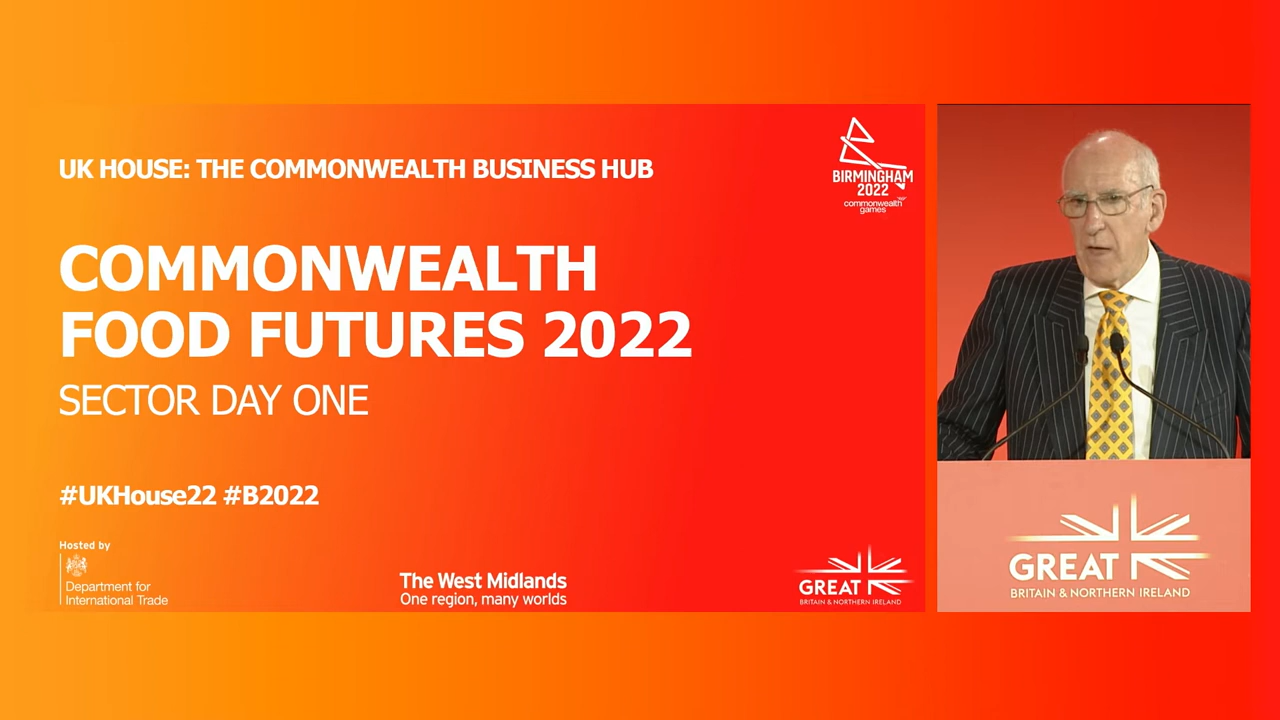 UK HOUSE: THE COMMONWEALTH BUSINESS HUB
BIRMINGHAM
2022
commonwealth
games
COMMONWEALTH
FOOD FUTURES 2022
SECTOR DAY ONE
#UKHouse22 #B2022
Hosted by
Department for
International Trade
The West Midlands
One region, many worlds
GREAT
BRITAIN & NORTHERN IRELAND
GREAT
BRITAIN & NORTHERN IRELAND